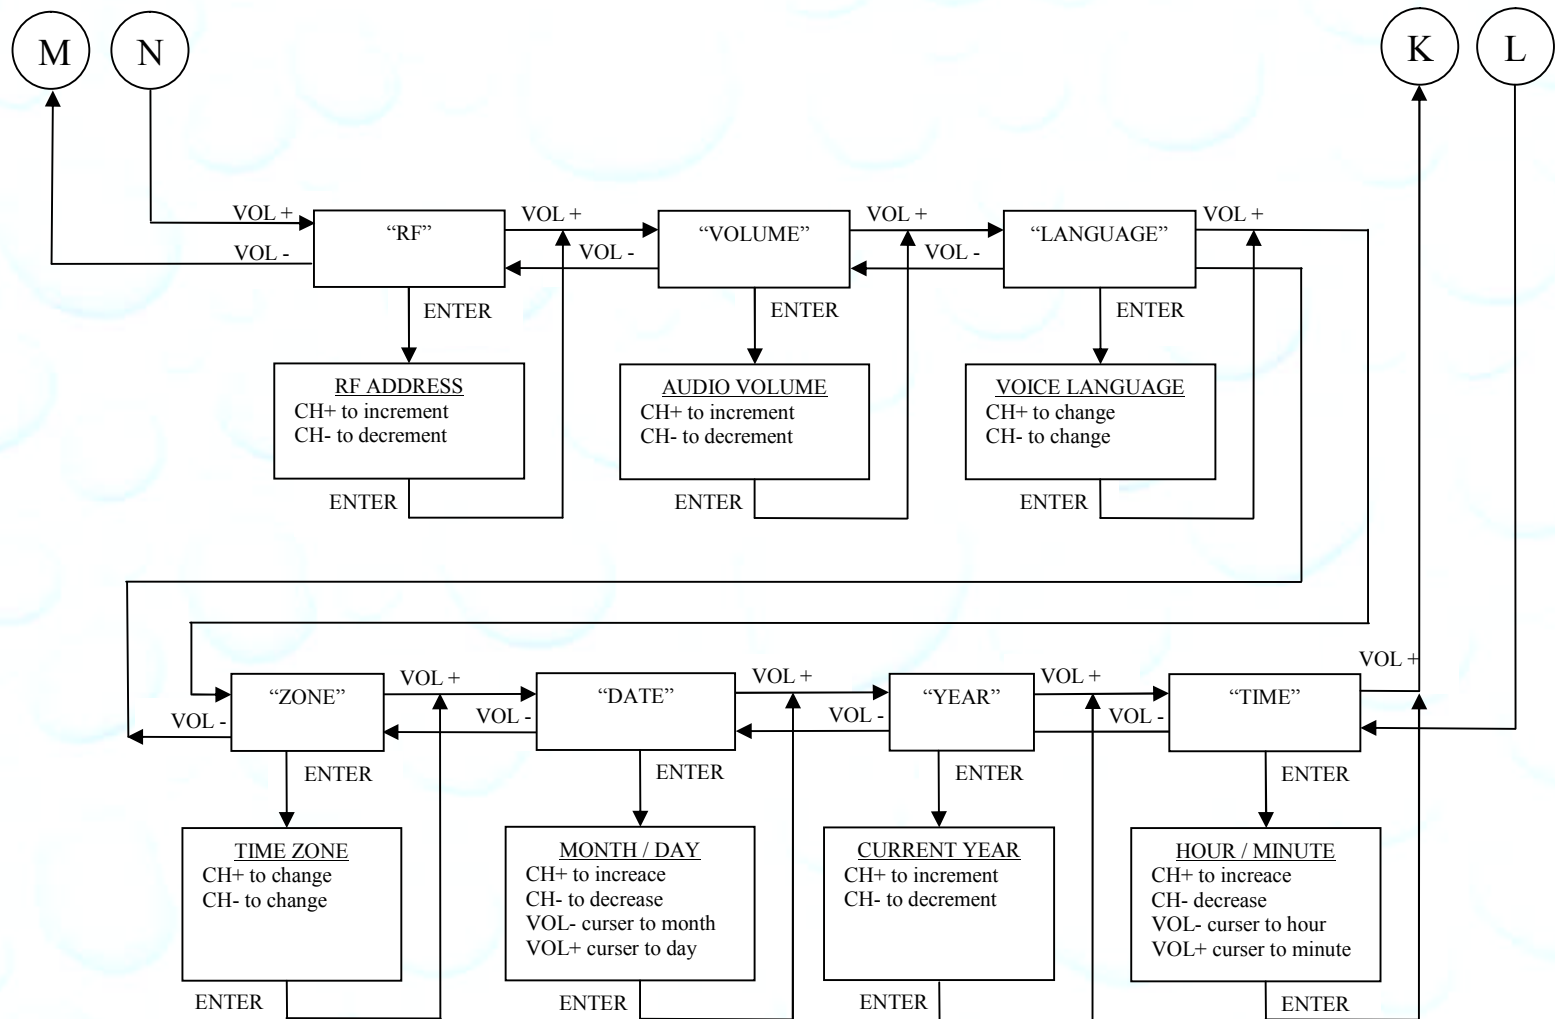 M N K L
VOL + “RF” VOL + “VOLUME” VOL + “LANGUAGE” VOL +
VOL - VOL - VOL -
ENTER ENTER ENTER
RF ADDRESS
CH+ to increment
CH- to decrement
ENTER
AUDIO VOLUME
CH+ to increment
CH- to decrement
ENTER
VOICE LANGUAGE
CH+ to change
CH- to change
ENTER
“ZONE” VOL + “DATE” VOL + “YEAR” VOL + “TIME” VOL +
VOL - VOL - VOL - VOL -
ENTER ENTER ENTER ENTER
TIME ZONE
CH+ to change
CH- to change
ENTER
MONTH / DAY
CH+ to increace
CH- to decrease
VOL- curser to month
VOL+ curser to day
ENTER
CURRENT YEAR
CH+ to increment
CH- to decrement
ENTER
HOUR / MINUTE
CH+ to increace
CH- decrease
VOL- curser to hour
VOL+ curser to minute
ENTER